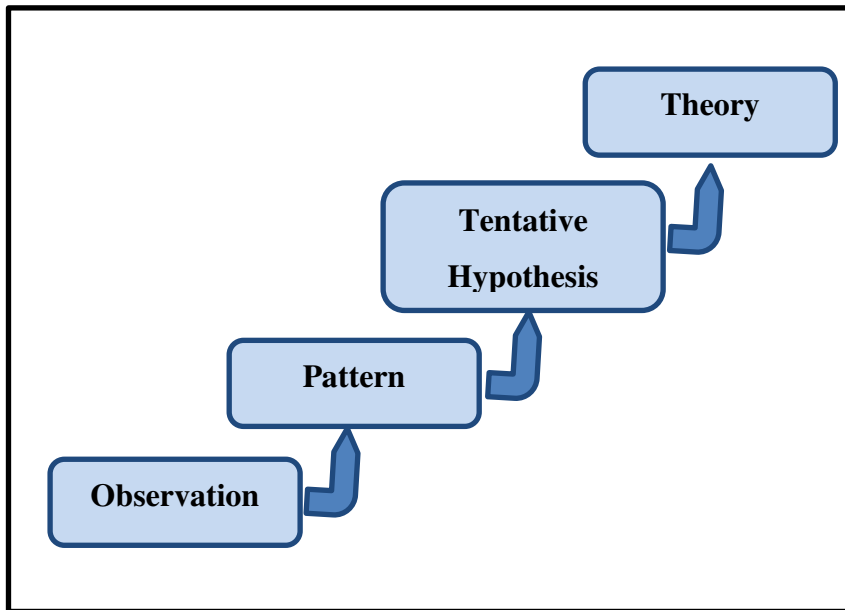 Theory
Tentative
Hypothesis
Pattern
Observation